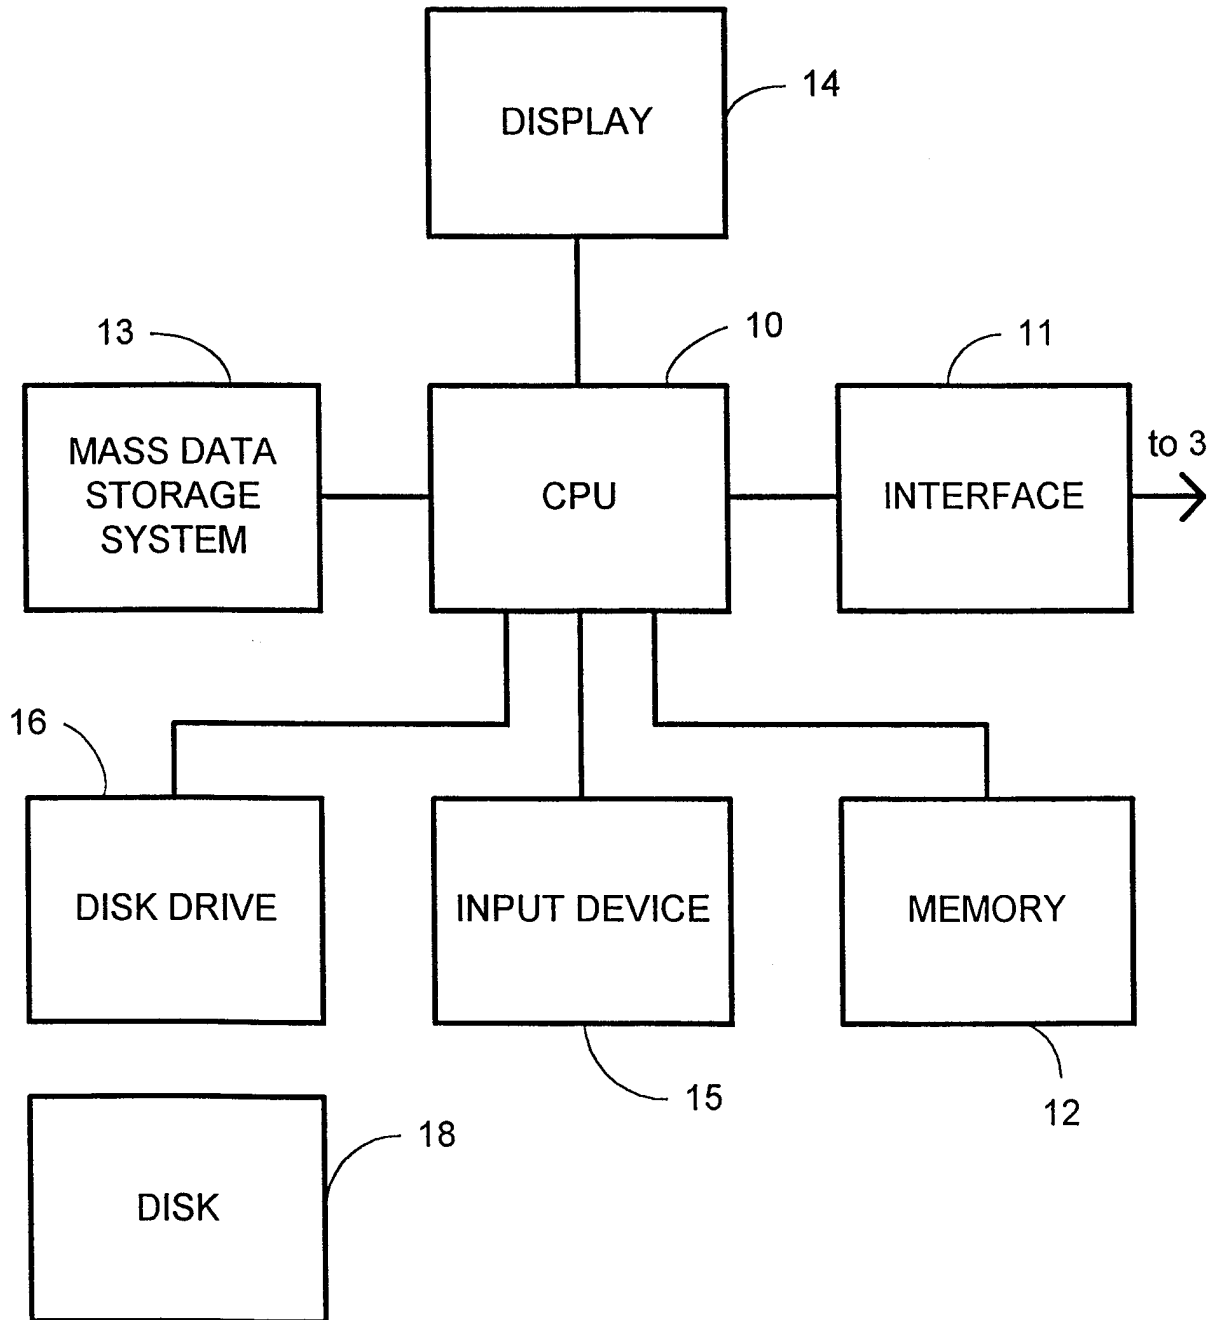 14
DISPLAY
13
10
11
MASS DATA
STORAGE
SYSTEM
CPU
INTERFACE
to 3
16
DISK DRIVE
INPUT DEVICE
MEMORY
15
12
18
DISK